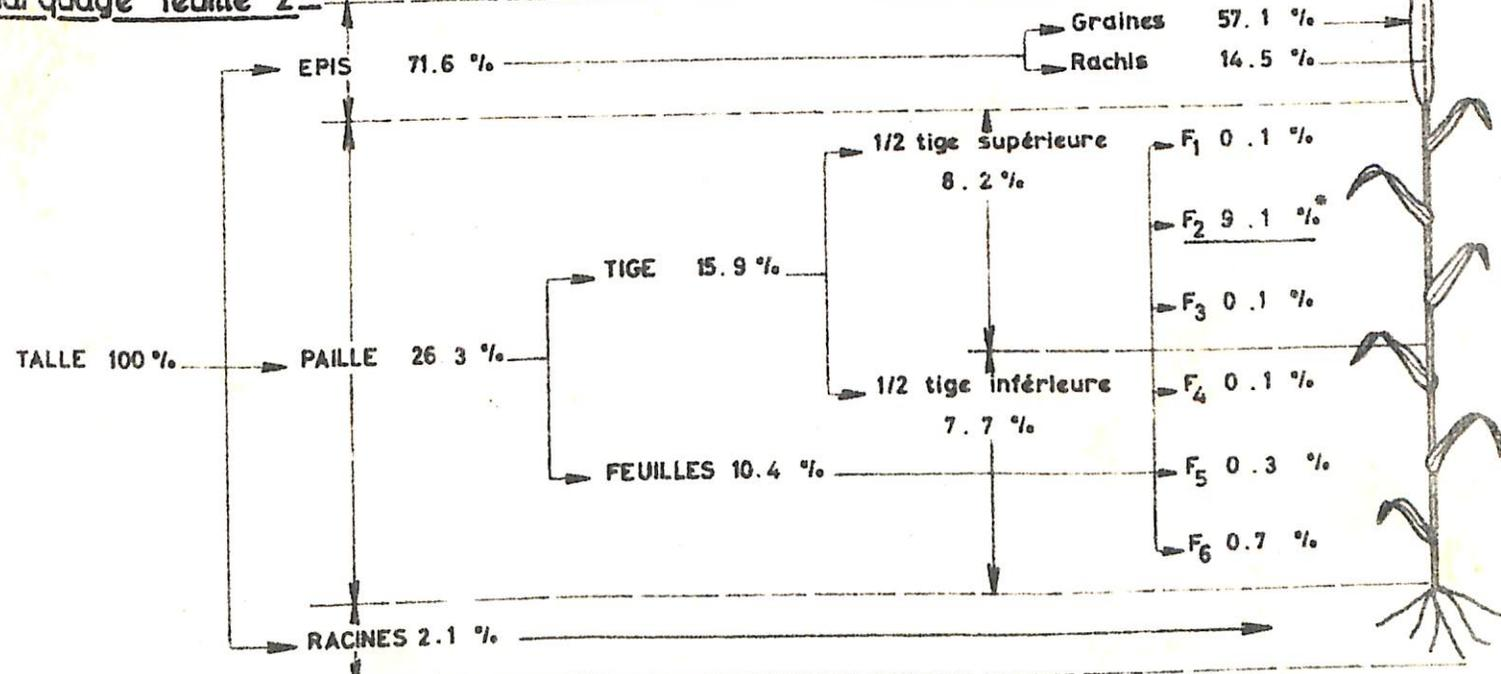 feuille 2
Graines 57.1 %
EPIS 71.6 %
Rachis 14.5 %
1/2 tige supérieure
8.2 %
F1 0.1 %
F2 9.1 %*
TIGE 15.9 %
F3 0.1 %
TALLE 100 %
PAILLE 26 3 %
1/2 tige inférieure
7.7 %
F4 0.1 %
FEUILLES 10.4 %
F5 0.3 %
F6 0.7 %
RACINES 2.1 %